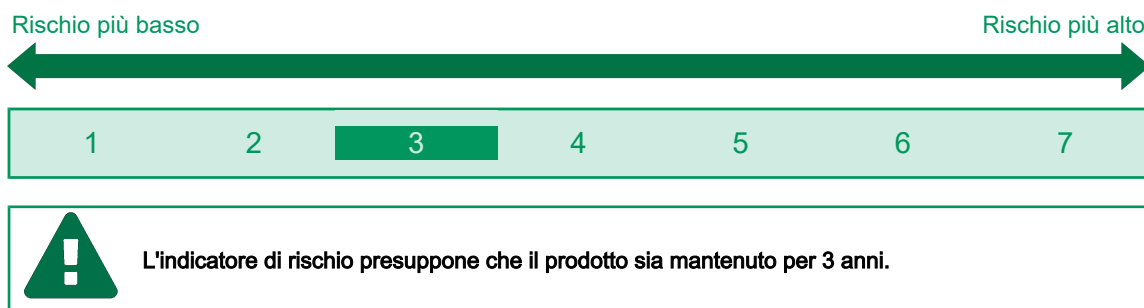 Rischio più basso Rischio più alto
1 2 3 4 5 6 7
L'indicatore di rischio presuppone che il prodotto sia mantenuto per 3 anni.